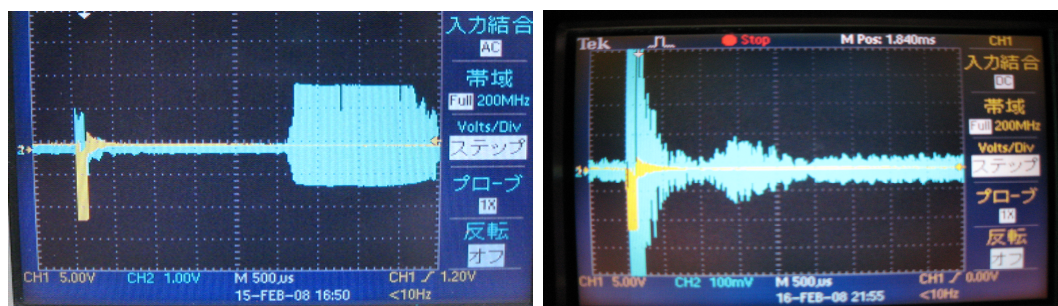 入力結合
AC
帯域
Full 200MHz
Volts/Div
ステップ
プローブ
1X
反転
オフ
2
CH1 5.00V CH2 1.00V M 500µs CH1 1.20V
15-FEB-08 16:50 <10Hz
Tek Stop M Pos: 1.840ms CH1
入力結合
DC
帯域
Full 200MHz
Volts/Div
ステップ
プローブ
1X
反転
オフ
2
CH1 5.00V CH2 100mV M 500µs CH1 0.00V
16-FEB-08 21:55 <10Hz